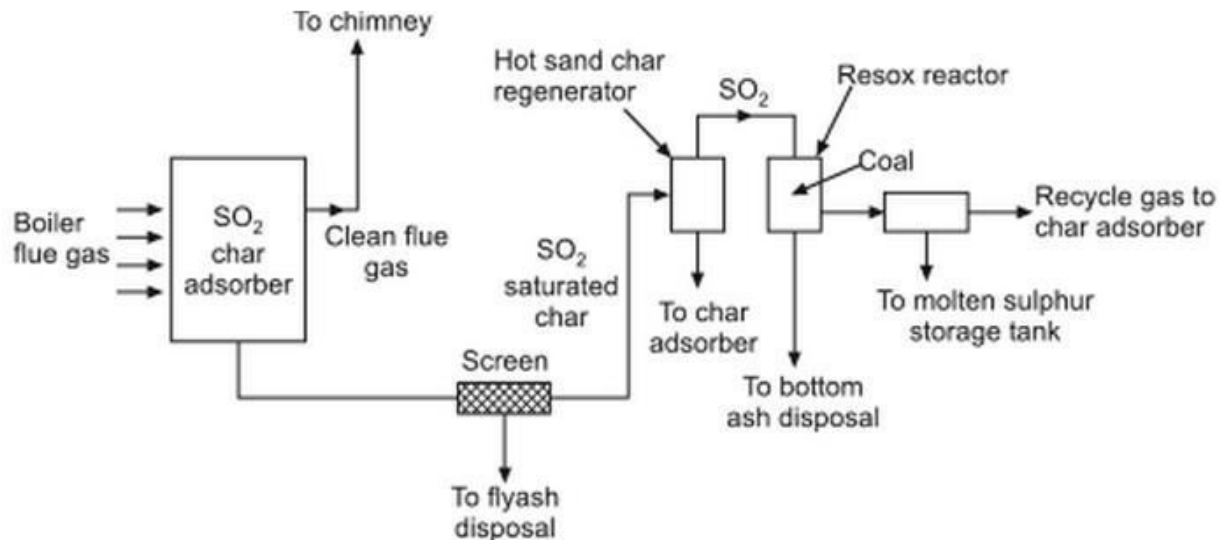 To chimney
Boiler
flue gas
SO₂
char
adsorber
Clean flue
gas
Screen
To flyash
disposal
SO₂
saturated
char
Hot sand char
regenerator
SO₂
Resox reactor
Coal
To char
adsorber
To bottom
ash disposal
Recycle gas to
char adsorber
To molten sulphur
storage tank